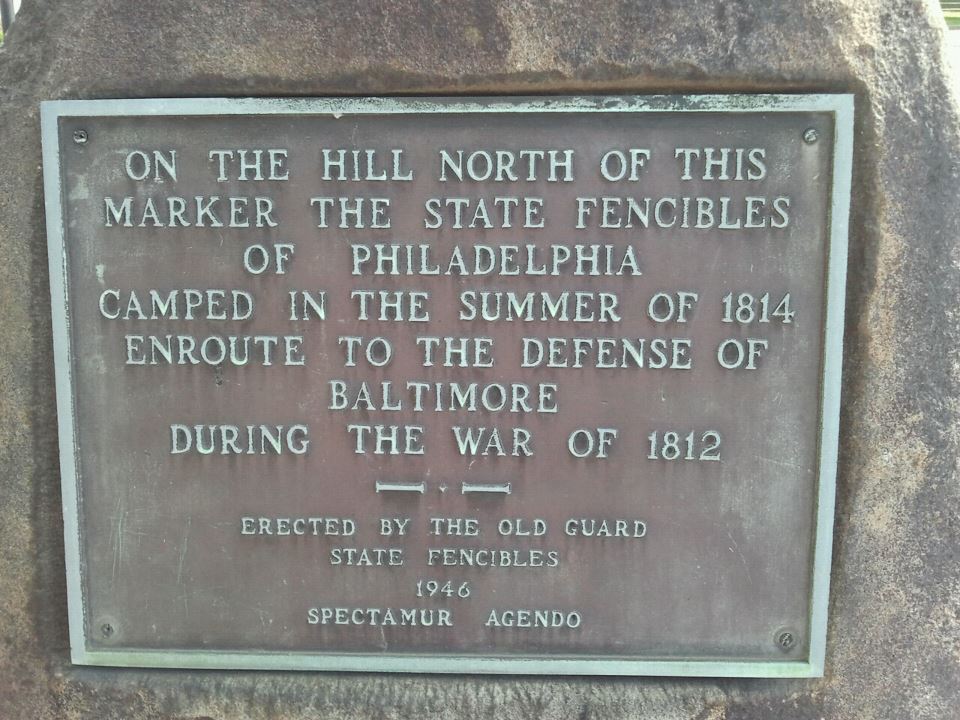 ON THE HILL NORTH OF THIS
MARKER THE STATE FENCIBLES
OF PHILADELPHIA
CAMPED IN THE SUMMER OF 1814
ENROUTE TO THE DEFENSE OF
BALTIMORE
DURING THE WAR OF 1812
ERECTED BY THE OLD GUARD
STATE FENCIBLES
1946
SPECTAMUR AGENDO